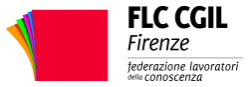 FLC CGIL
Firenze
federazione lavoratori
della conoscenza